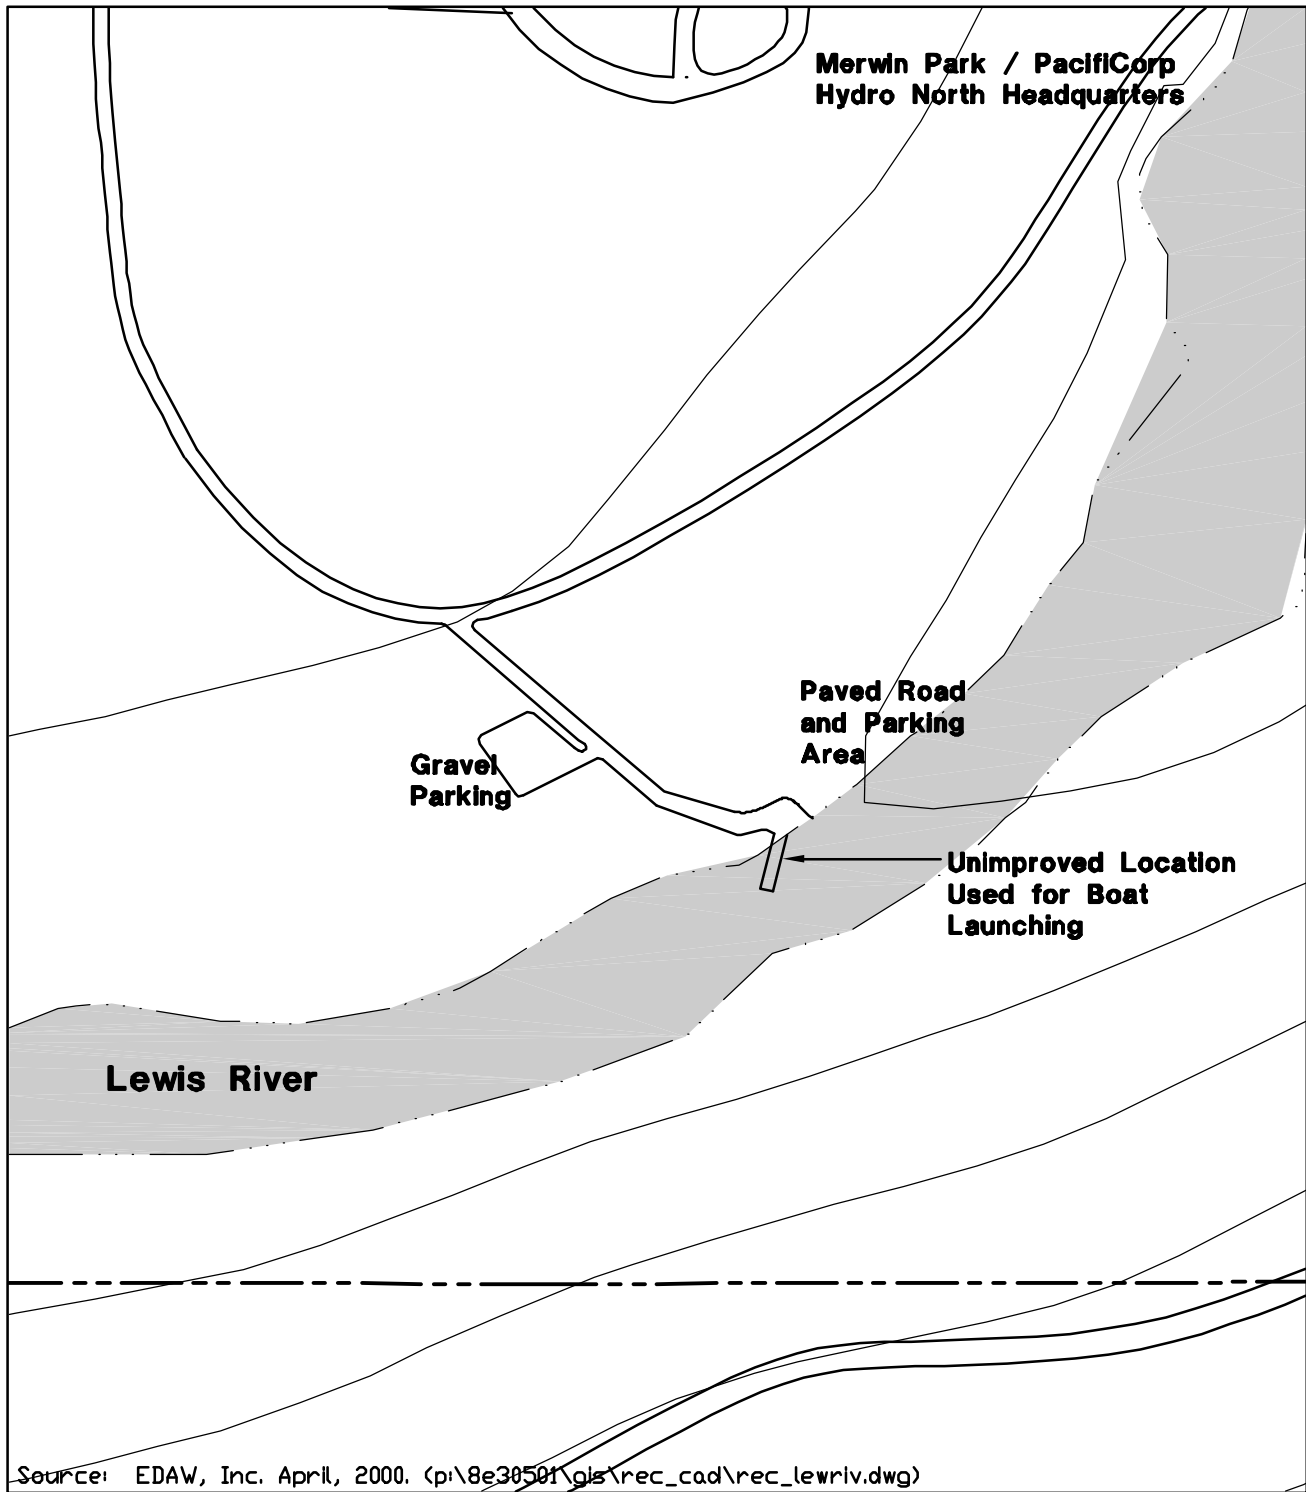 Merwin Park / PacifiCorp
Hydro North Headquarters
Paved Road
and Parking
Area
Gravel
Parking
Unimproved Location
Used for Boat
Launching
Lewis River
Source: EDAW, Inc. April, 2000. (p:\8e30501\gis\rec_cad\rec_lewriv.dwg)